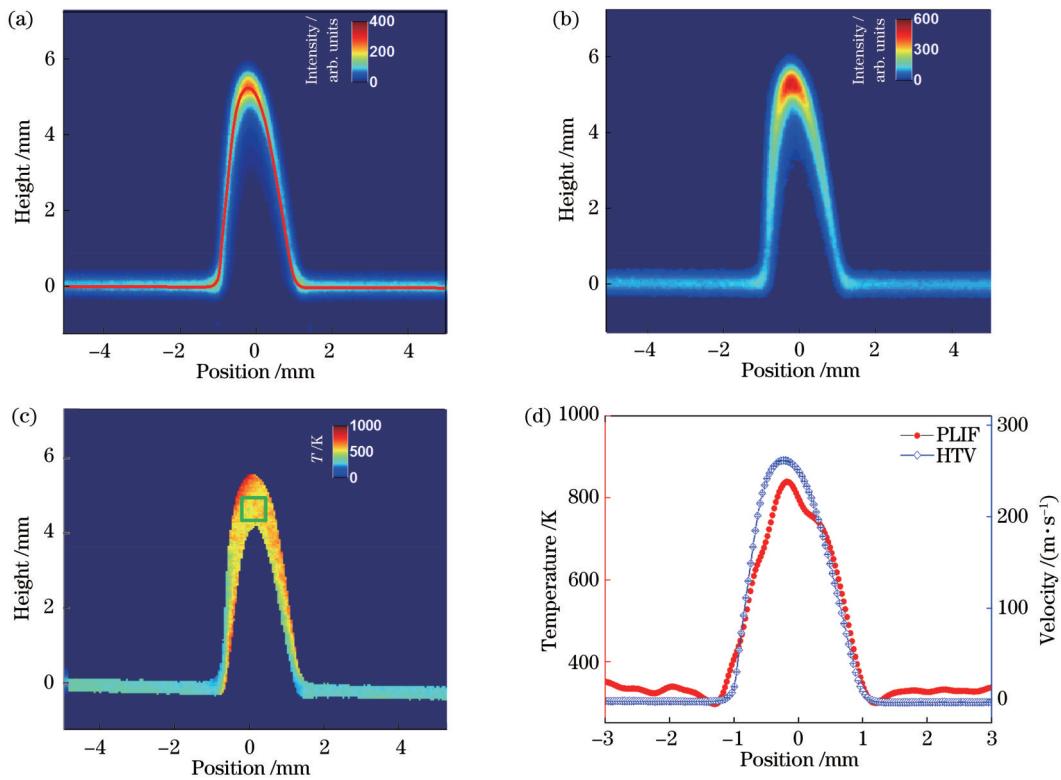 (a)
Intensity /
arb. units
400
200
0
Height /mm
6
4
2
0
−4
−2
0
2
4
Position /mm
(b)
Intensity /
arb. units
600
300
0
Height /mm
6
4
2
0
−4
−2
0
2
4
Position /mm
(c)
T /K
1000
500
0
Height /mm
6
4
2
0
−4
−2
0
2
4
Position /mm
(d)
PLIF
HTV
Temperature /K
1000
800
600
400
Velocity /(m·s⁻¹)
300
200
100
0
−3
−2
−1
0
1
2
3
Position /mm